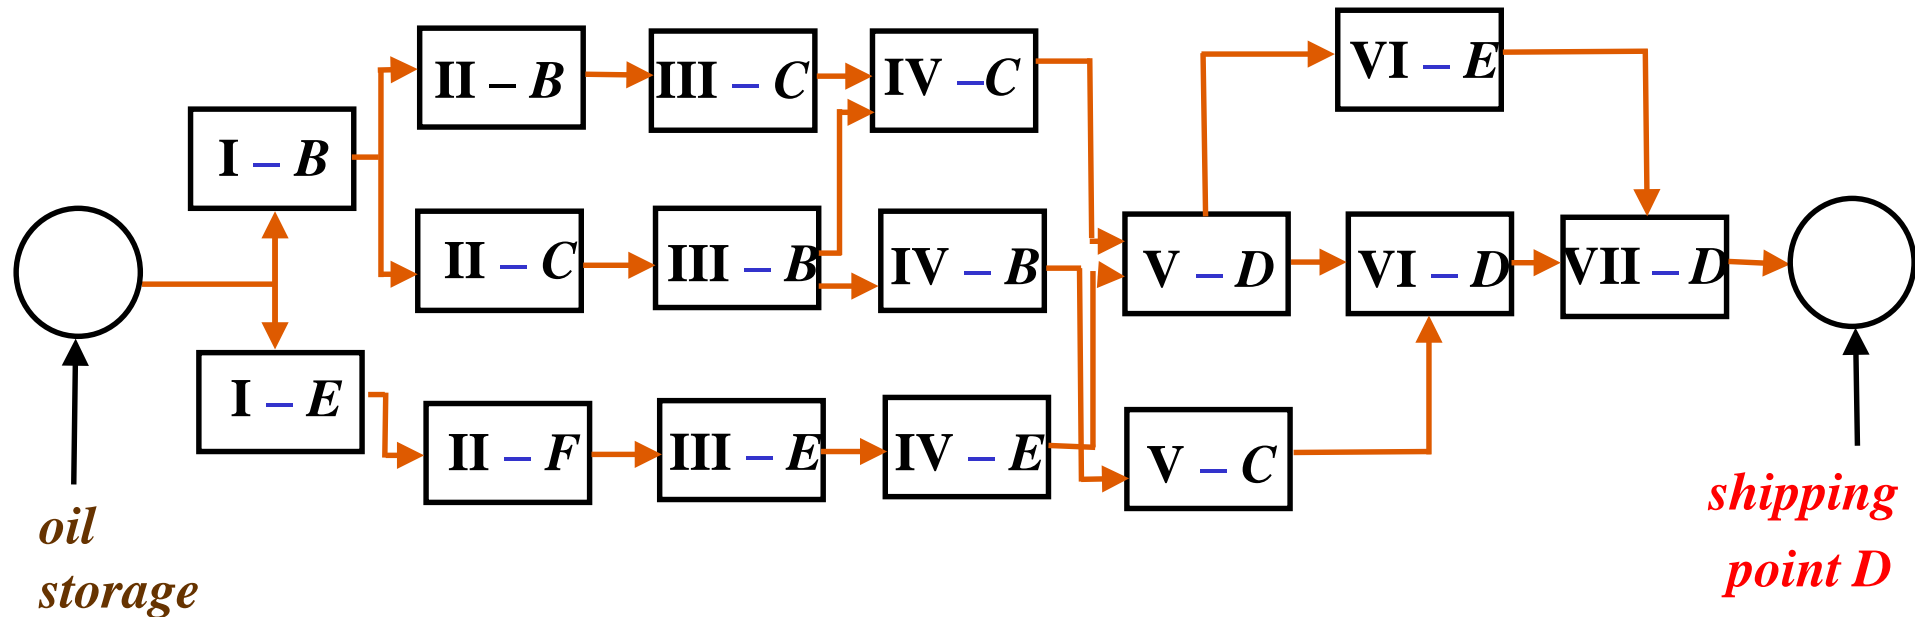 II – B
III – C
IV – C
VI – E
I – B
II – C
III – B
IV – B
V – D
VI – D
VII – D
I – E
II – F
III – E
IV – E
V – C
oil
storage
shipping
point D